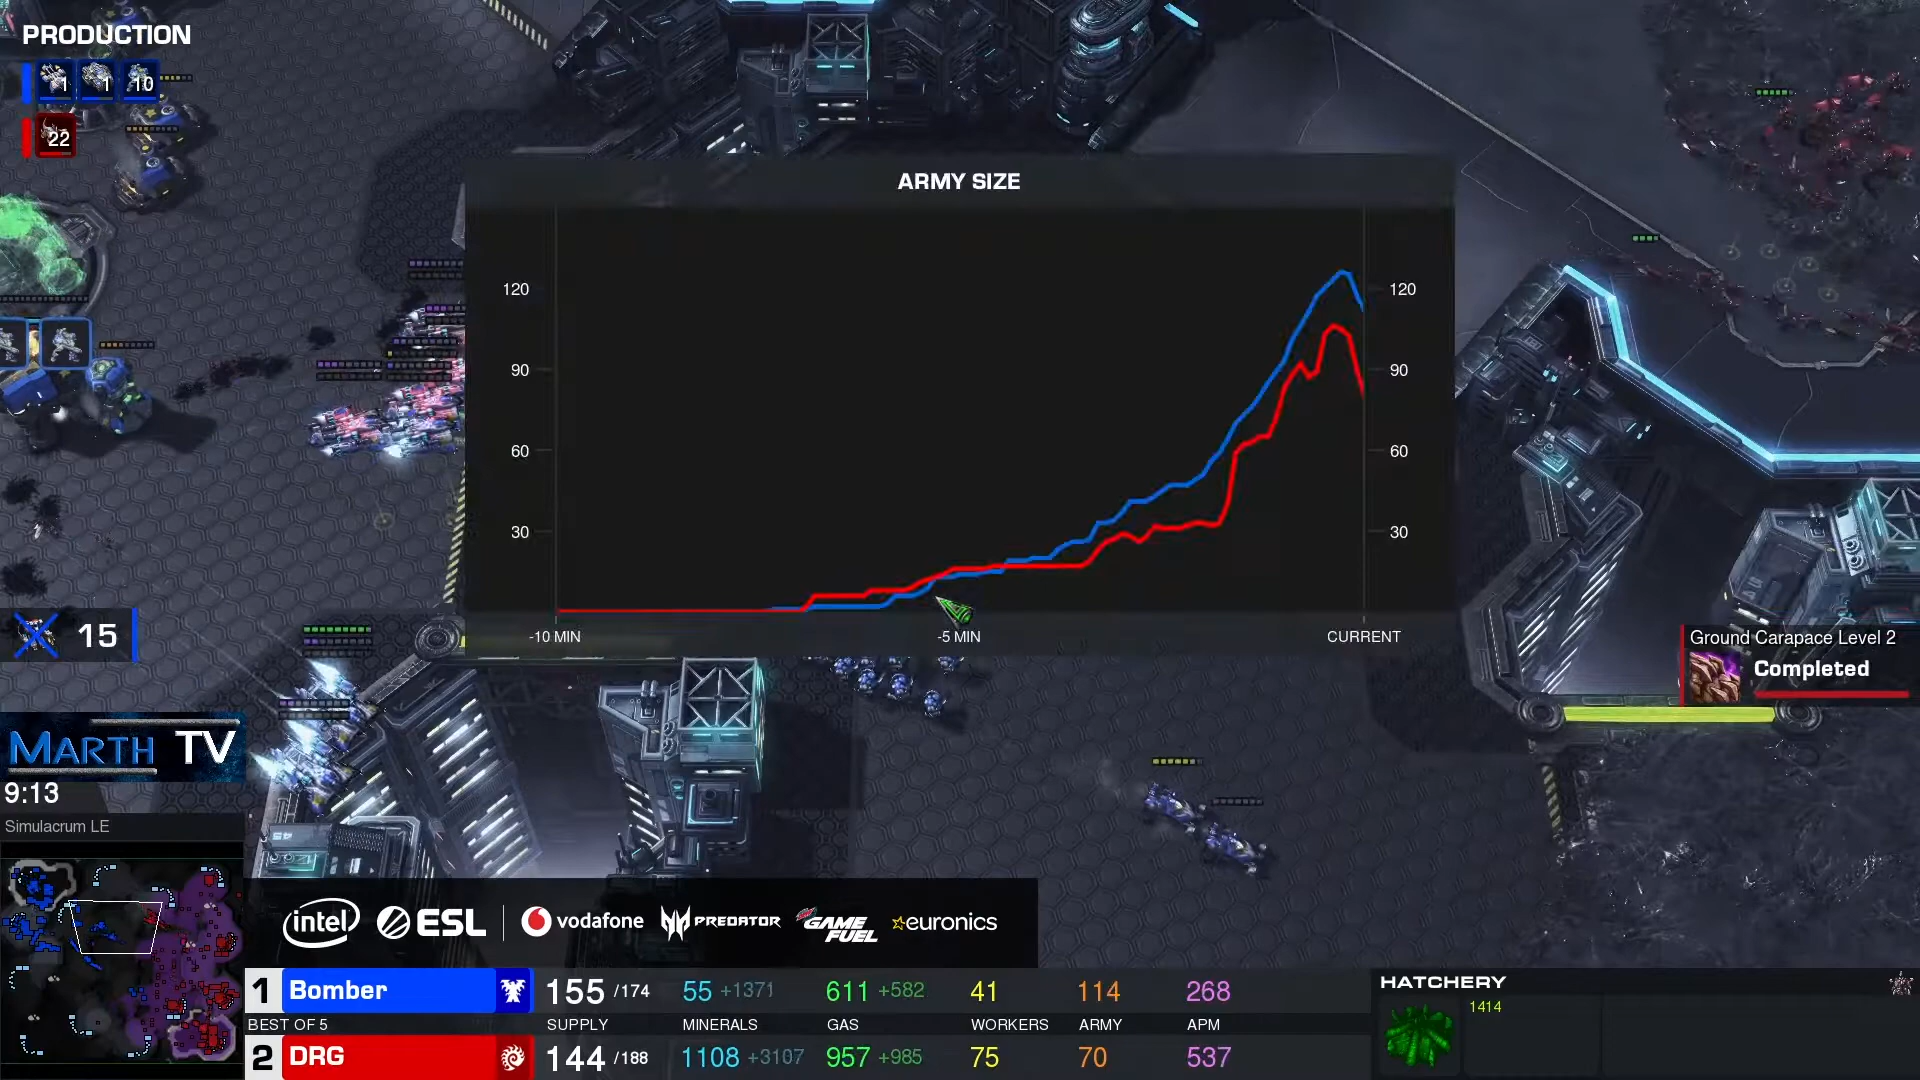 PRODUCTION
1 1 10
22
ARMY SIZE
120 120
90 90
60 60
30 30
-10 MIN -5 MIN CURRENT
15
Ground Carapace Level 2
Completed
MARTH TV
9:13
Simulacrum LE
intel ESL vodafone PREDATOR GAME FUEL euronics
1 Bomber 155 /174 55 +1371 611 +582 41 114 268
BEST OF 5 SUPPLY MINERALS GAS WORKERS ARMY APM
2 DRG 144 /188 1108 +3107 957 +985 75 70 537
HATCHERY
1414